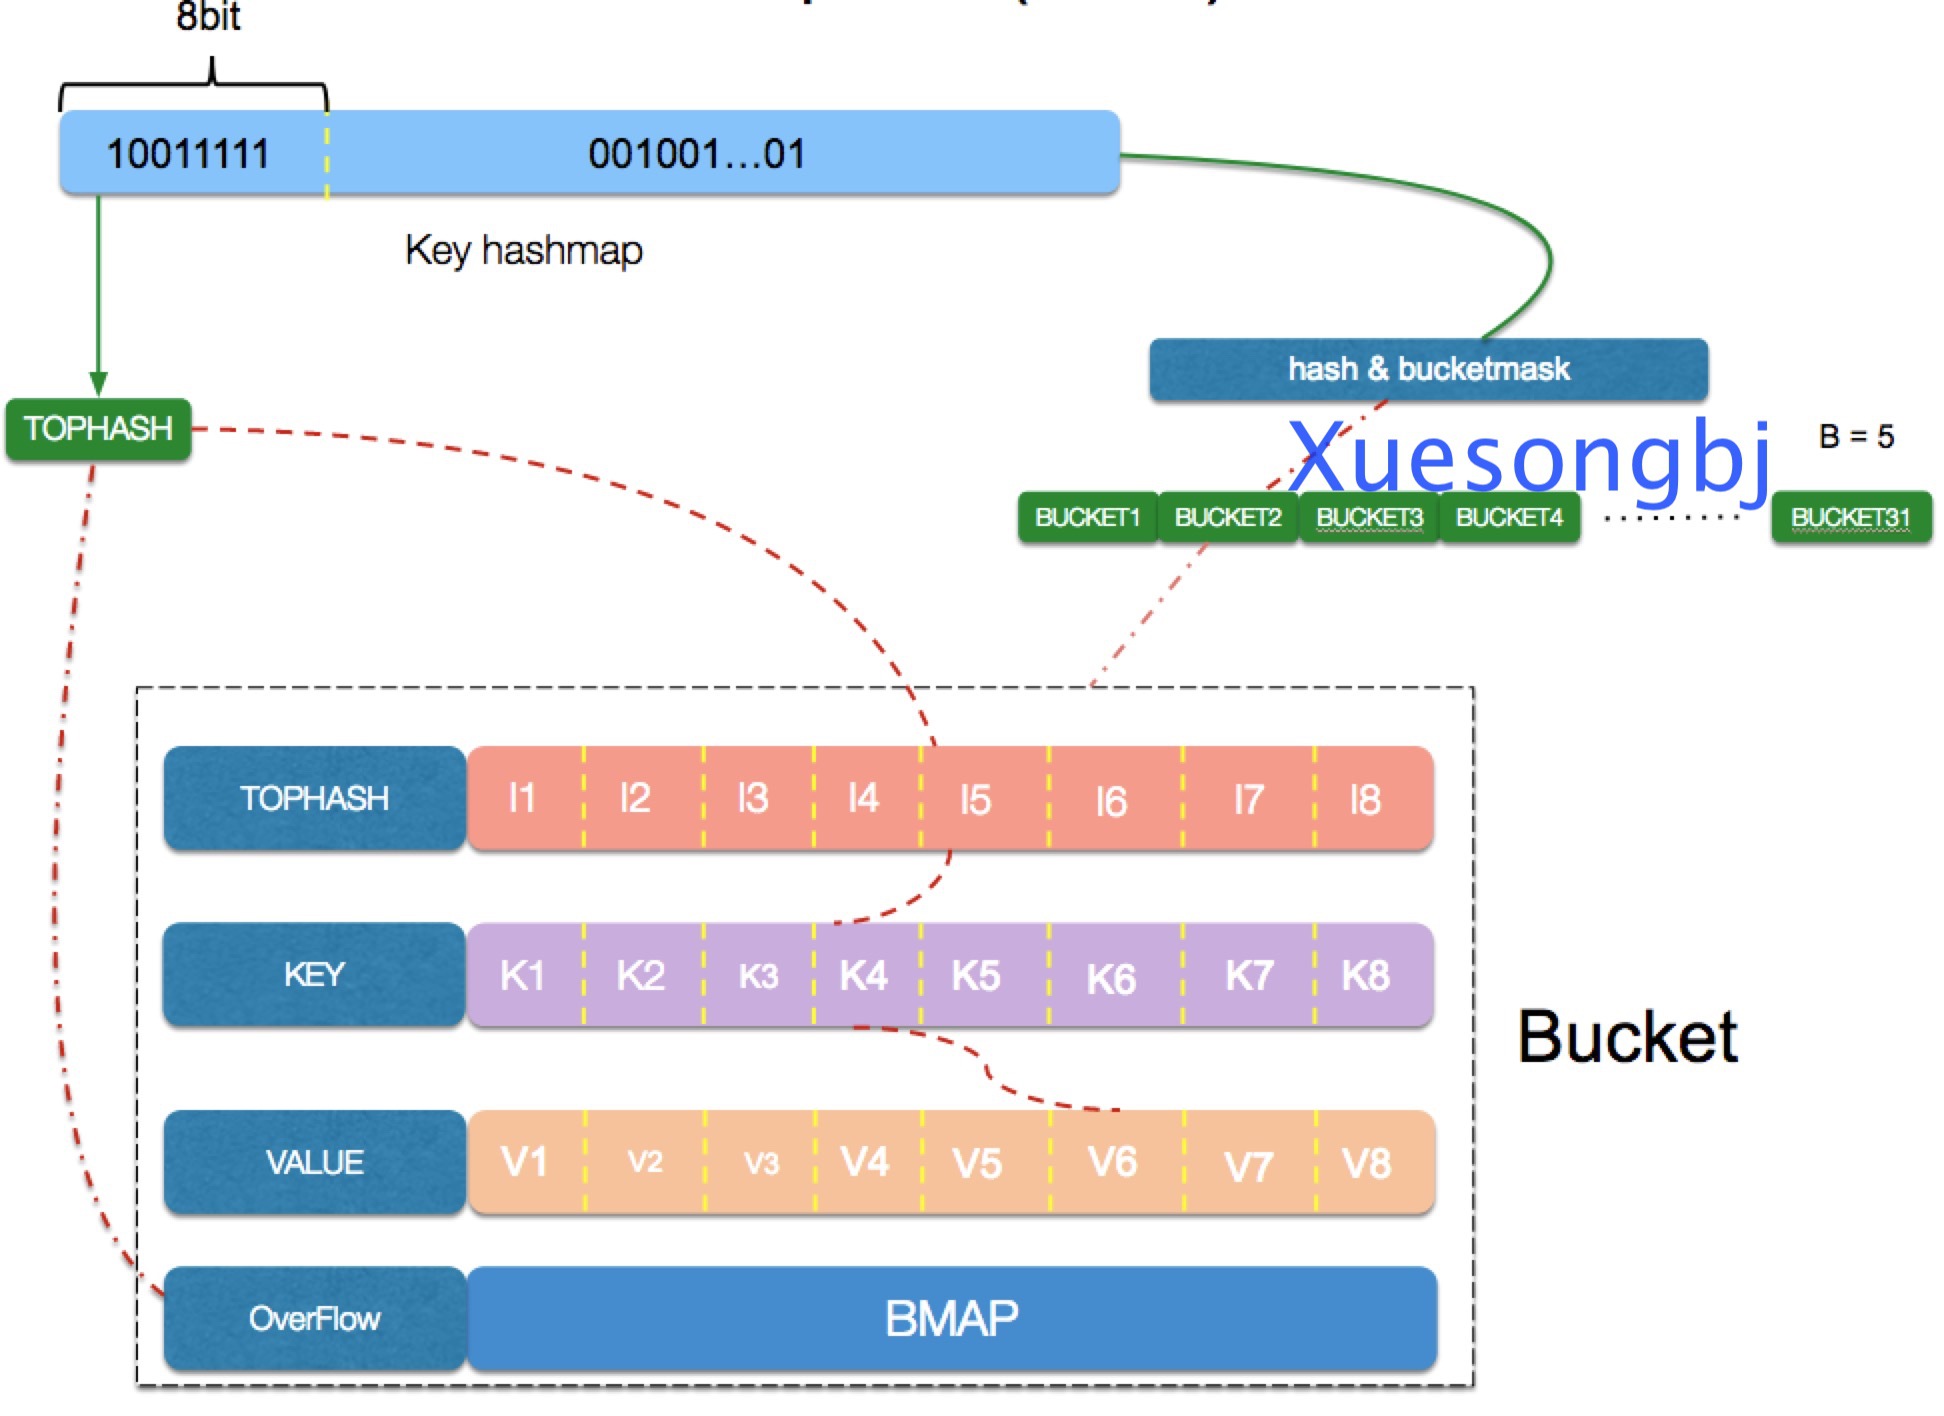 8bit
10011111 001001...01
Key hashmap
hash & bucketmask
TOPHASH
Xuesongbj
B = 5
BUCKET1 BUCKET2 BUCKET3 BUCKET4 ......... BUCKET31
TOPHASH I1 I2 I3 I4 I5 I6 I7 I8
KEY K1 K2 K3 K4 K5 K6 K7 K8
Bucket
VALUE V1 V2 V3 V4 V5 V6 V7 V8
OverFlow BMAP